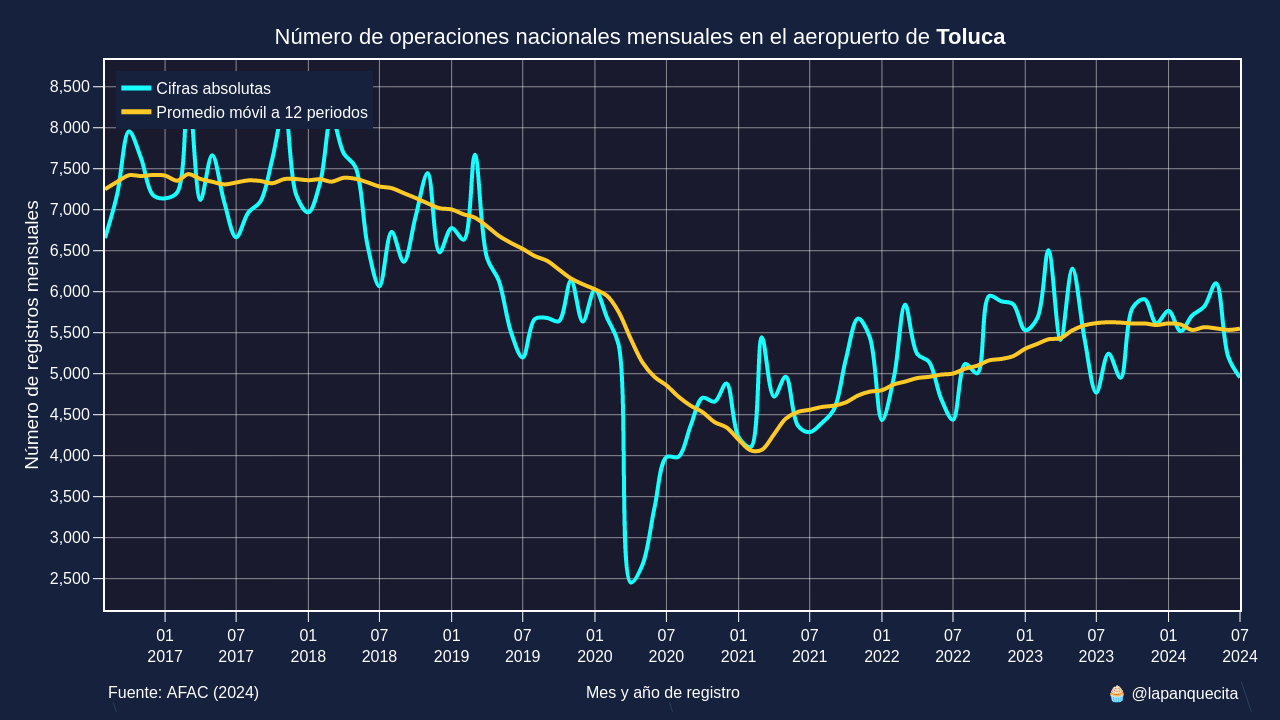 Número de operaciones nacionales mensuales en el aeropuerto de Toluca
Cifras absolutas
Promedio móvil a 12 periodos
Número de registros mensuales
8,500
8,000
7,500
7,000
6,500
6,000
5,500
5,000
4,500
4,000
3,500
3,000
2,500
01 07 01 07 01 07 01 07 01 07 01 07 01 07 01 07
2017 2017 2018 2018 2019 2019 2020 2020 2021 2021 2022 2022 2023 2023 2024 2024
Fuente: AFAC (2024) Mes y año de registro 🧁 @lapanquecita